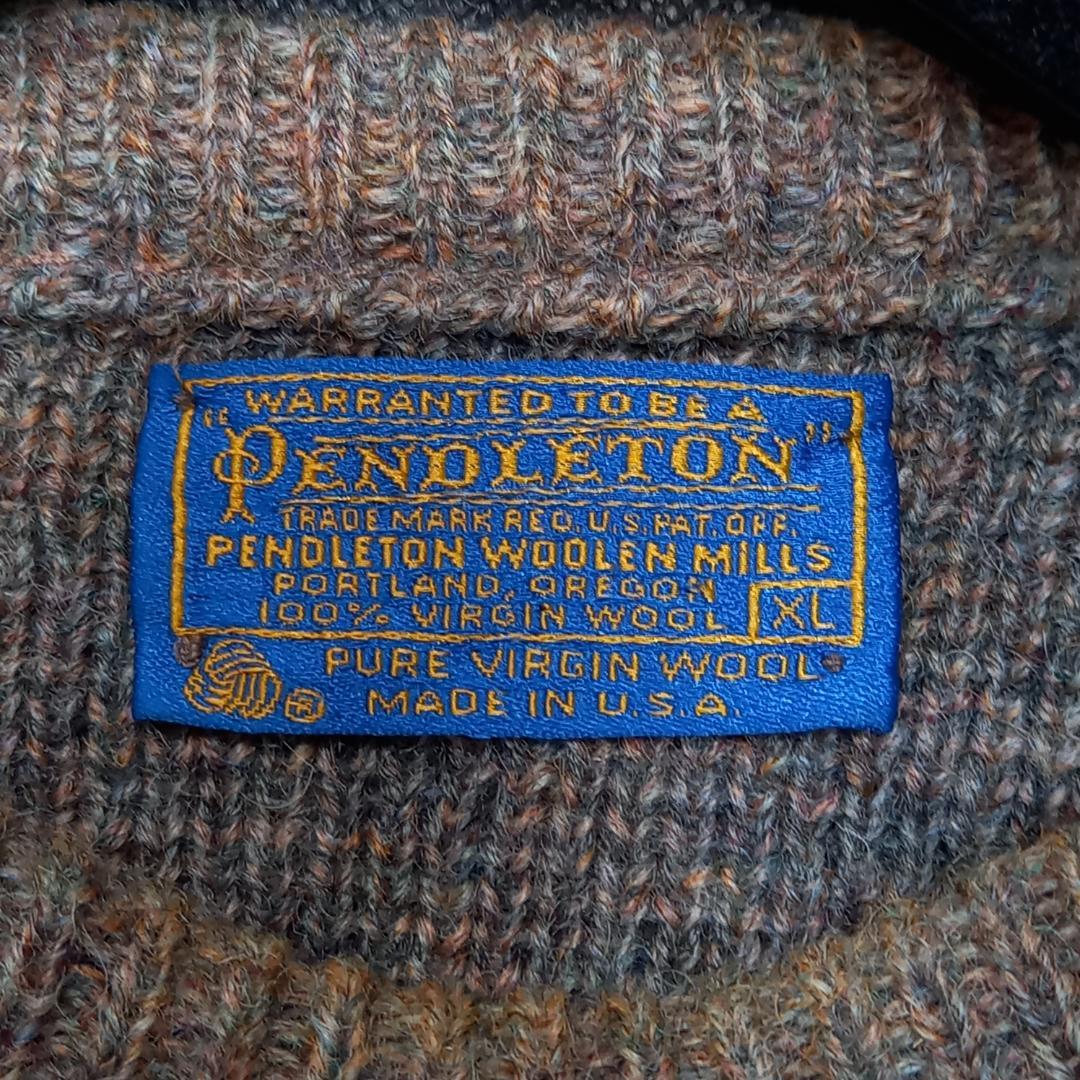 WARRANTED TO BE A
"PENDLETON"
TRADE MARK REG. U.S. PAT. OFF.
PENDLETON WOOLEN MILLS
PORTLAND, OREGON
100% VIRGIN WOOL XL
PURE VIRGIN WOOL
® MADE IN U.S.A.